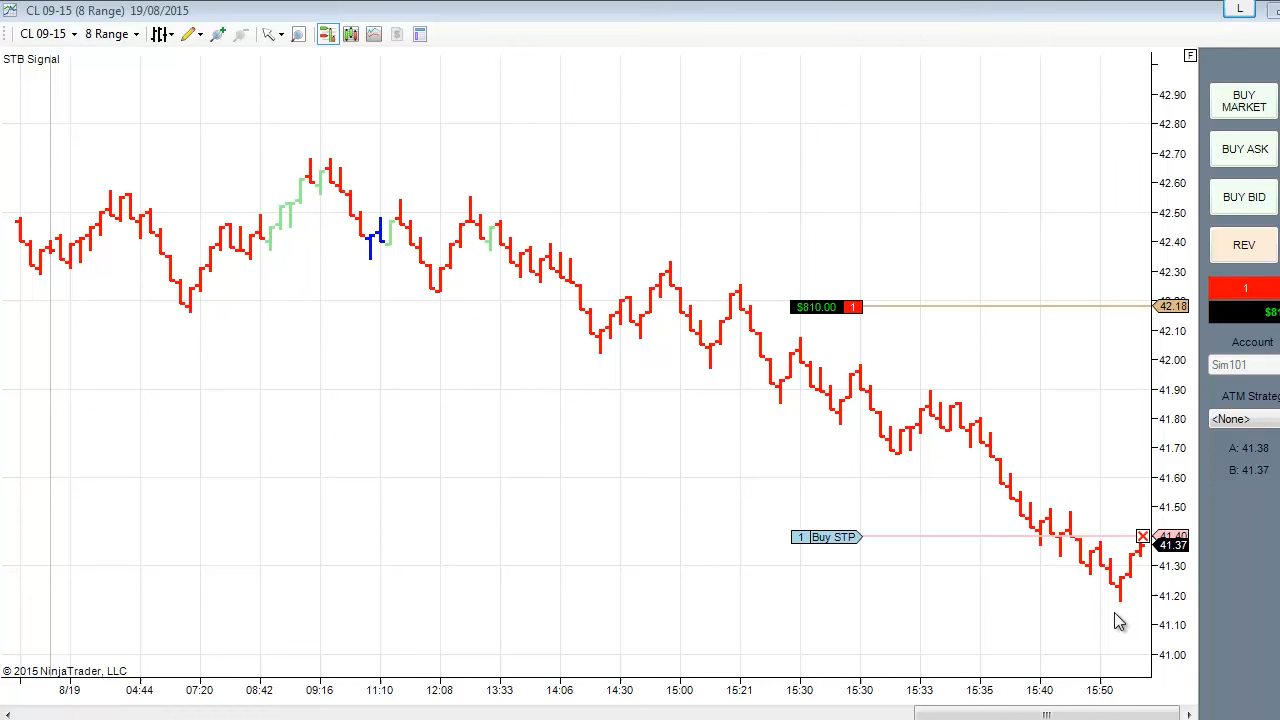 CL 09-15 (8 Range) 19/08/2015
L
CL 09-15 8 Range
STB Signal
F
42.90
42.80
42.70
42.60
42.50
42.40
42.30
42.18
42.10
42.00
41.90
41.80
41.70
41.60
41.50
41.40
41.37
41.30
41.20
41.10
41.00
$810.00 1
1 Buy STP
BUY
MARKET
BUY ASK
BUY BID
REV
1
Account
Sim101
<None>
A: 41.38
B: 41.37
© 2015 NinjaTrader, LLC
8/19 04:44 07:20 08:42 09:16 11:10 12:08 13:33 14:06 14:30 15:00 15:21 15:30 15:30 15:33 15:35 15:40 15:50